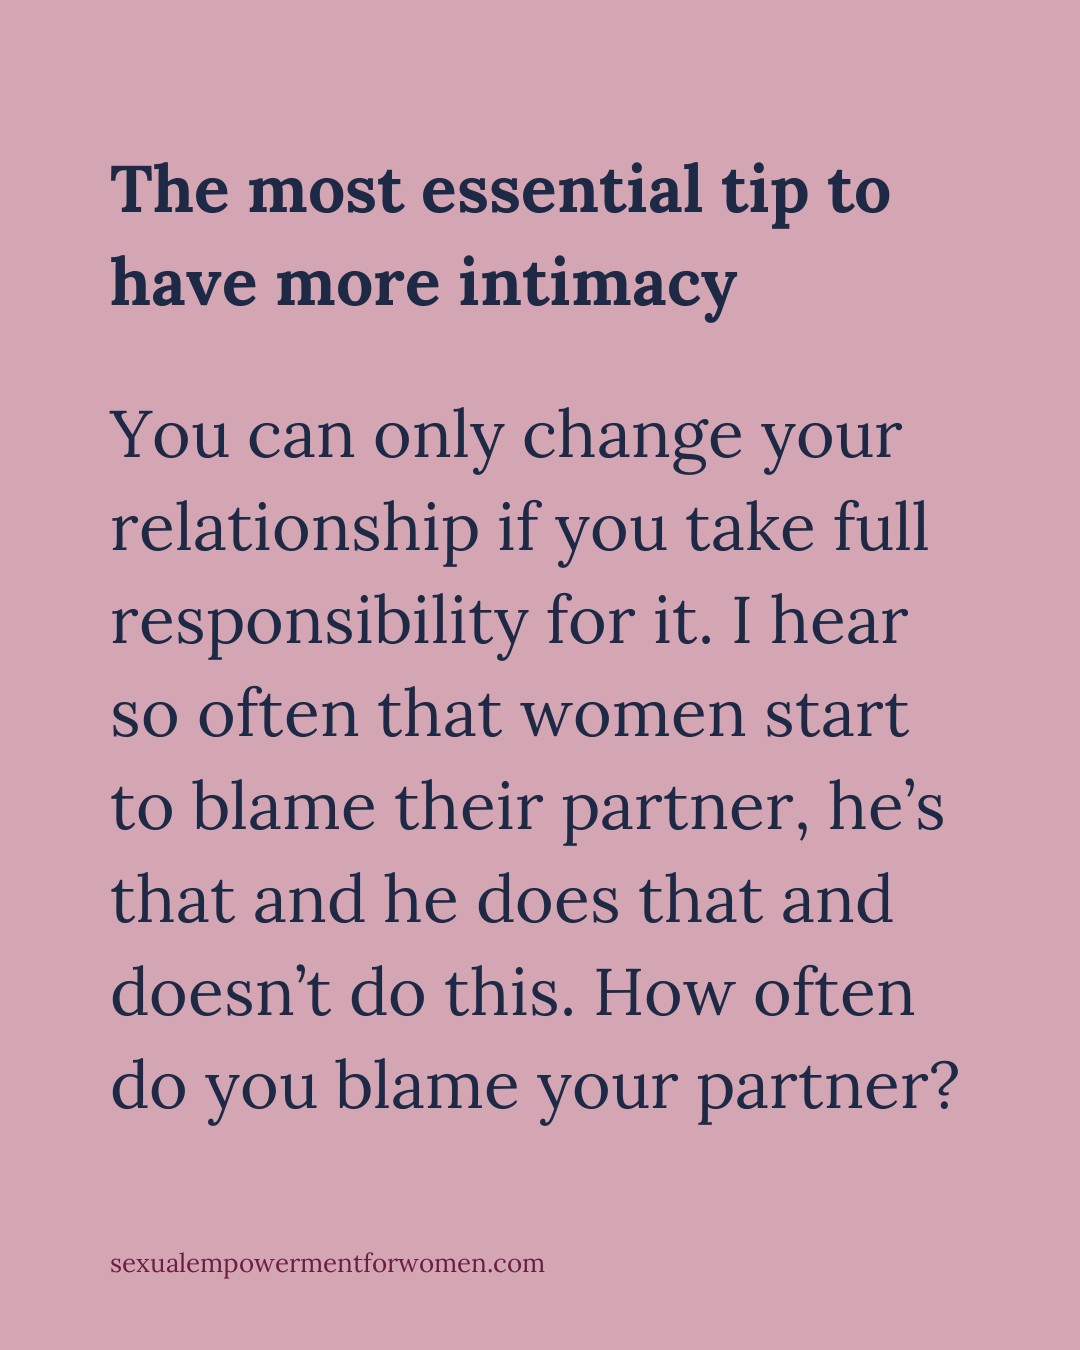 The most essential tip to
have more intimacy
You can only change your
relationship if you take full
responsibility for it. I hear
so often that women start
to blame their partner, he’s
that and he does that and
doesn’t do this. How often
do you blame your partner?
sexualempowermentforwomen.com